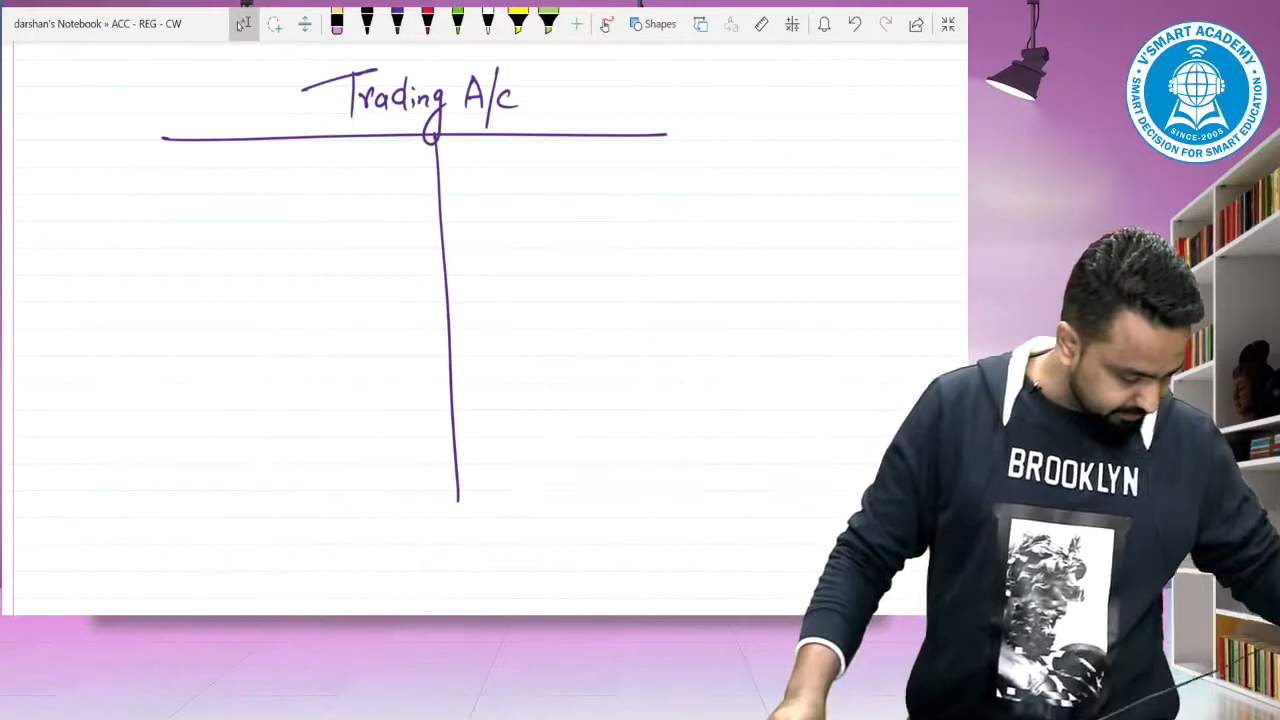 darshan's Notebook » ACC - REG - CW
Shapes
Trading A/c
V'SMART ACADEMY
SINCE-2005
SMART DECISION FOR SMART EDUCATION
BROOKLYN